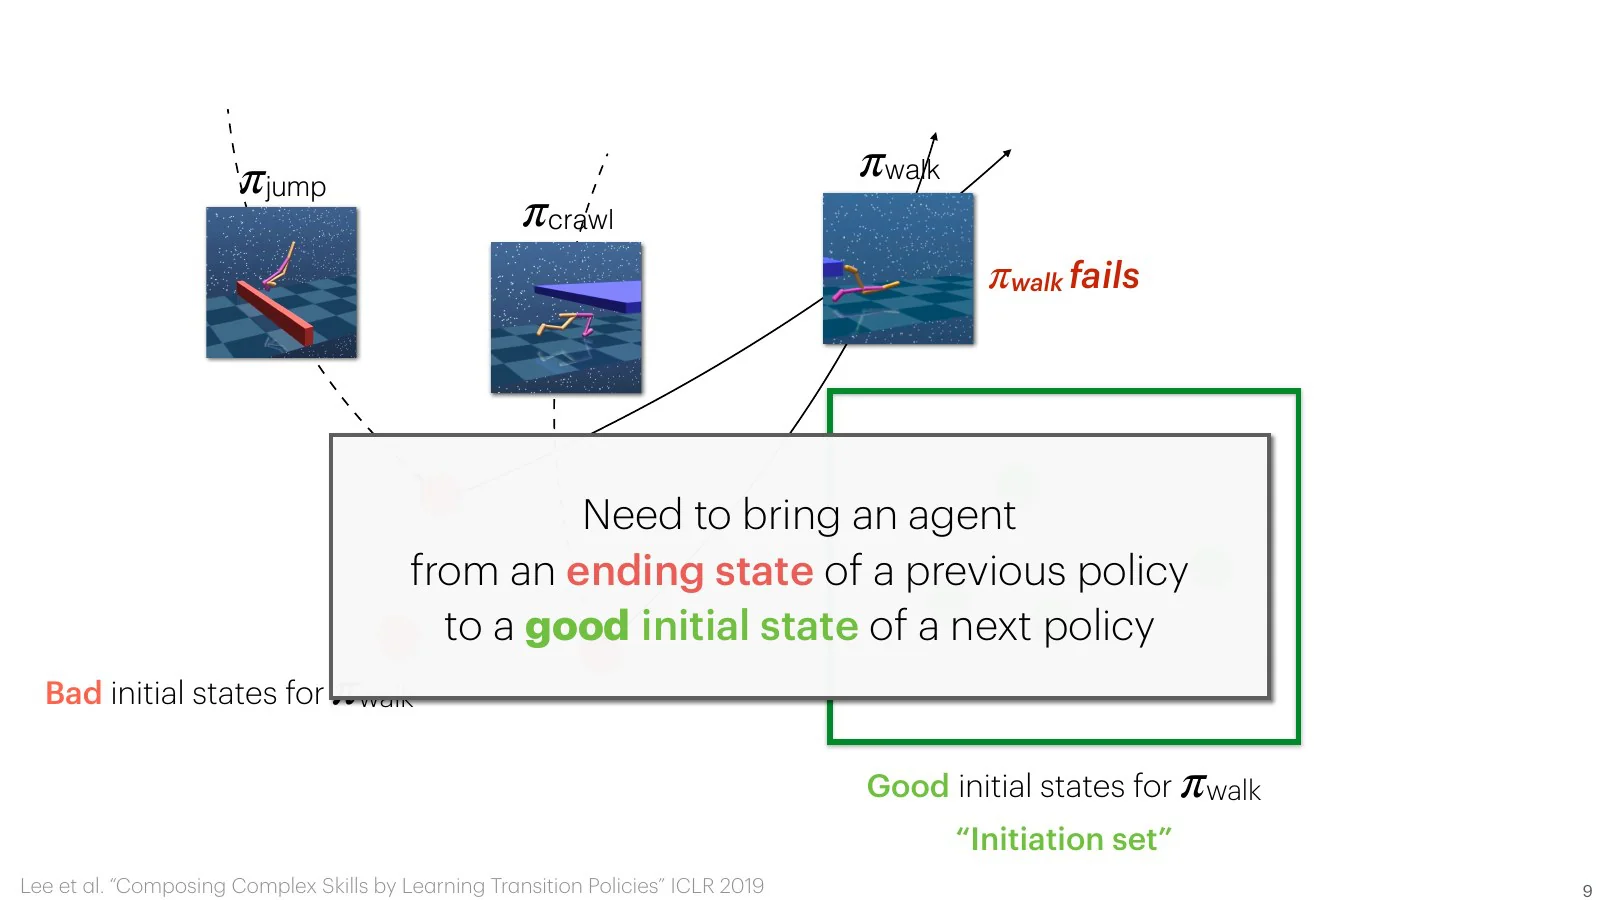 πjump
πcrawl
πwalk
πwalk fails
Need to bring an agent
from an ending state of a previous policy
to a good initial state of a next policy
Bad initial states for πwalk
Good initial states for πwalk
“Initiation set”
Lee et al. “Composing Complex Skills by Learning Transition Policies” ICLR 2019
9